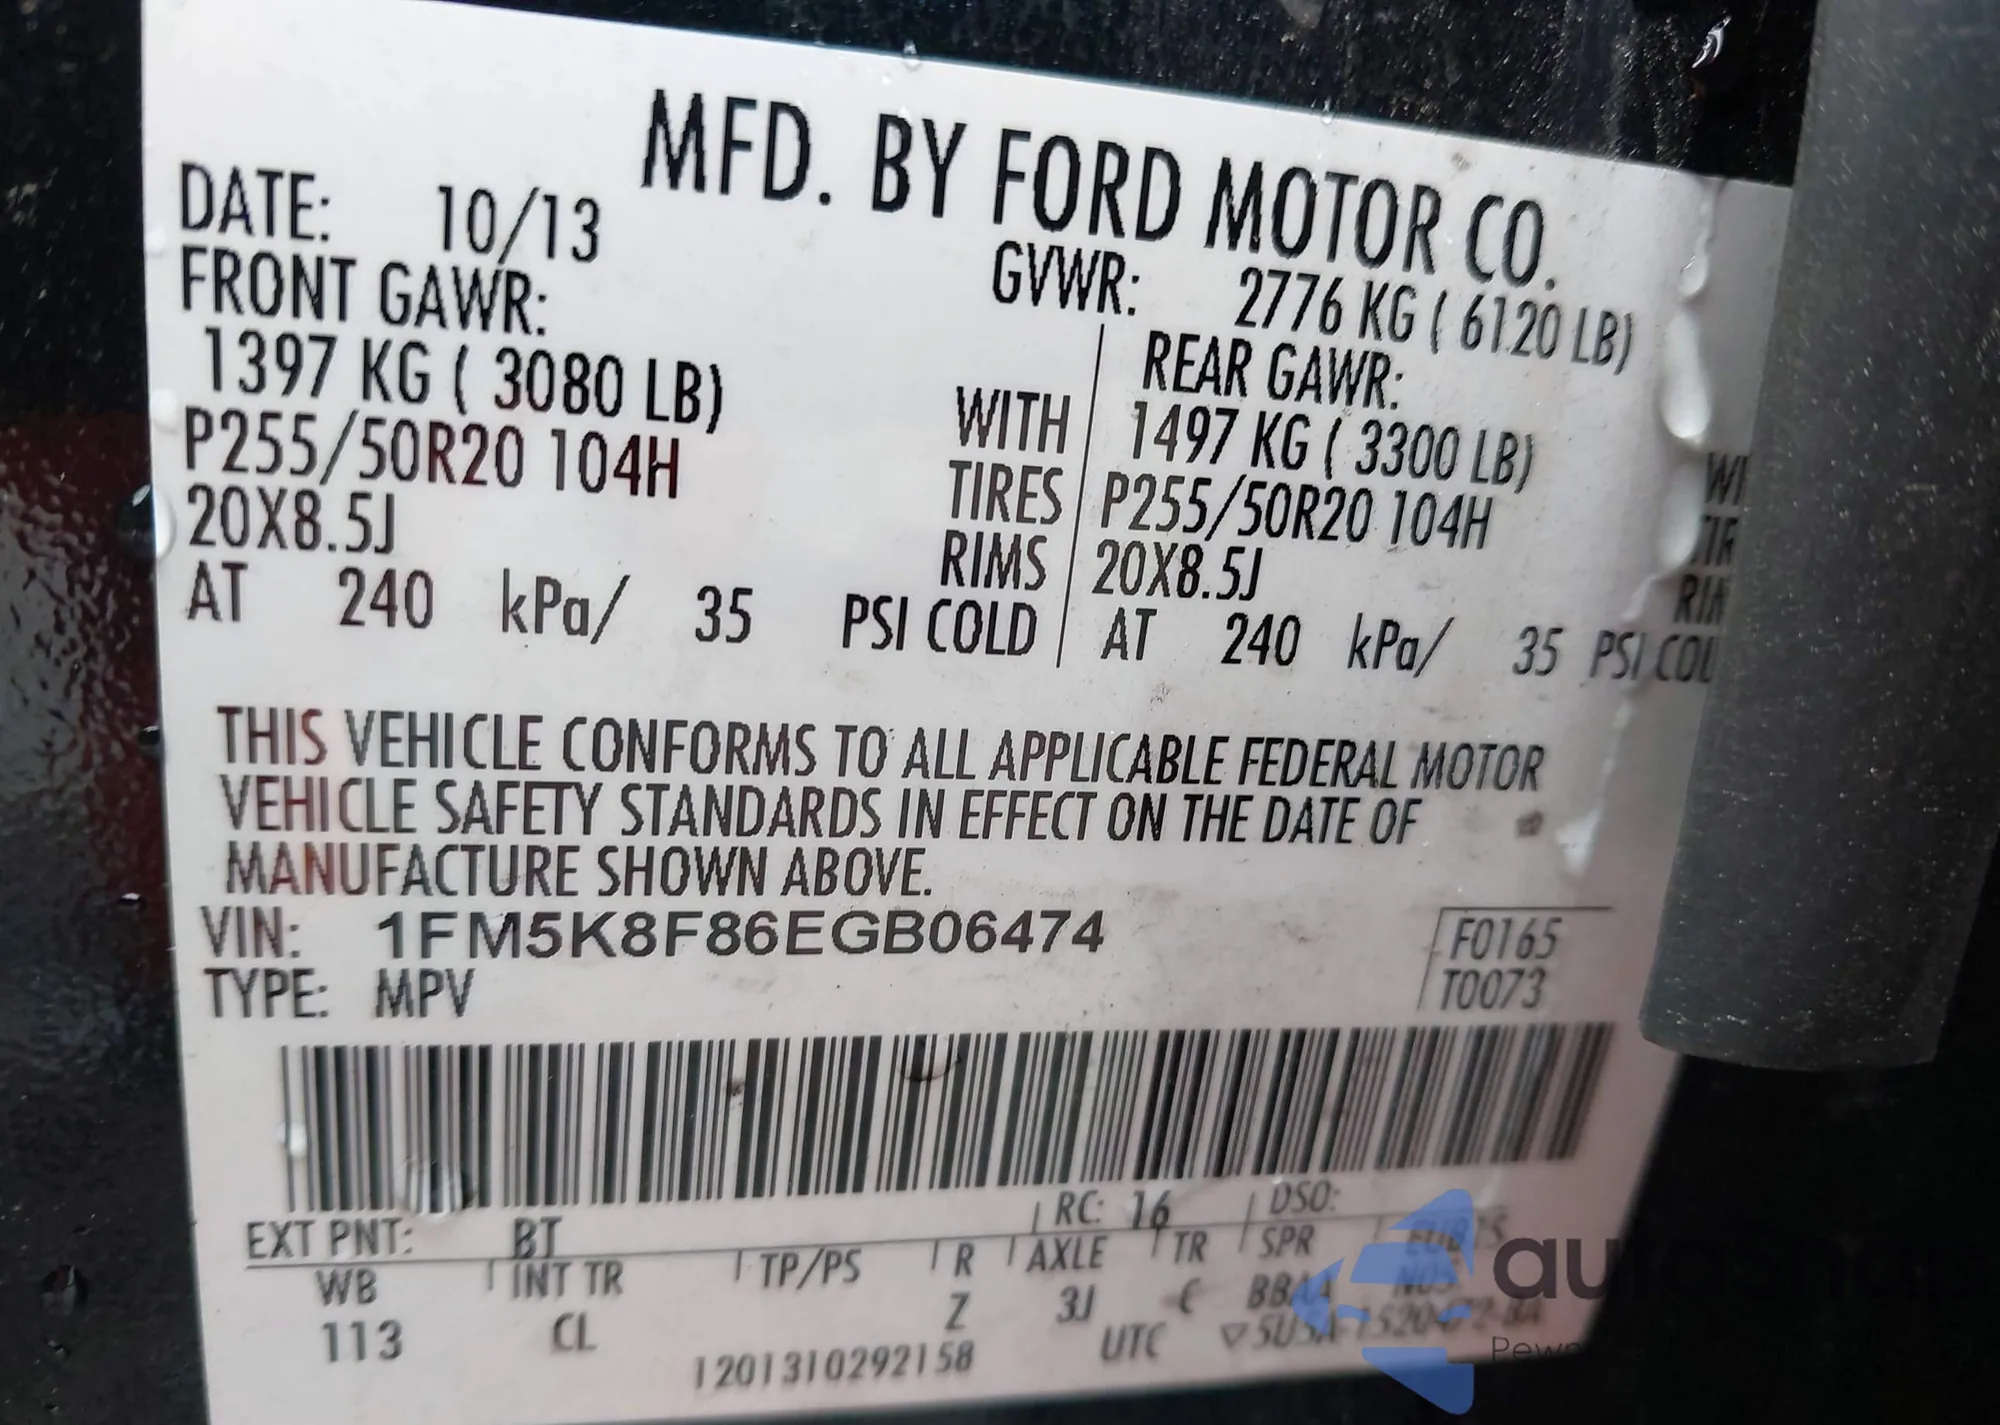 MFD. BY FORD MOTOR CO.
DATE: 10/13
GVWR: 2776 KG ( 6120 LB)
FRONT GAWR:
REAR GAWR:
1397 KG ( 3080 LB) WITH 1497 KG ( 3300 LB)
P255/50R20 104H TIRES P255/50R20 104H
20X8.5J RIMS 20X8.5J
AT 240 kPa/ 35 PSI COLD AT 240 kPa/ 35 PSI COL
THIS VEHICLE CONFORMS TO ALL APPLICABLE FEDERAL MOTOR
VEHICLE SAFETY STANDARDS IN EFFECT ON THE DATE OF
MANUFACTURE SHOWN ABOVE.
VIN: 1FM5K8F86EGB06474 F0165
TYPE: MPV T0073
EXT PNT: BT RC: 16 DSO:
WB INT TR TP/PS R AXLE TR SPR
113 CL Z 3J C
1201310292158 UTC